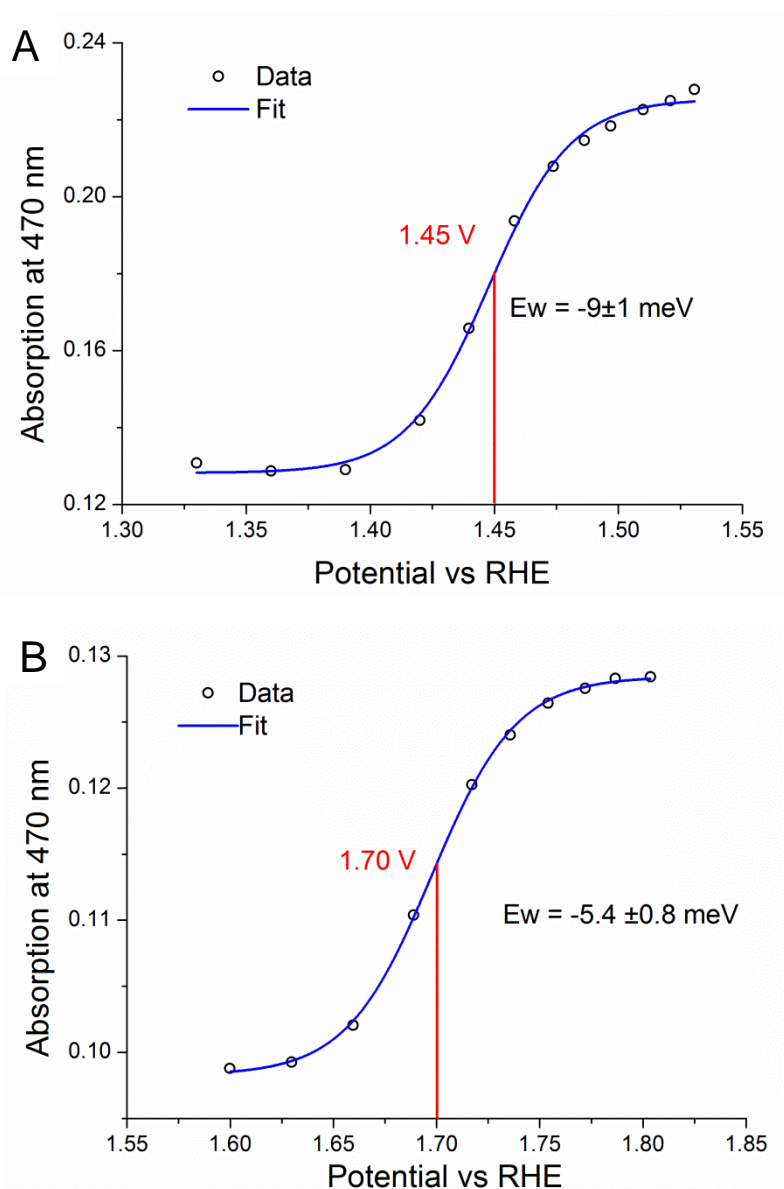 A
0.24
Data
Fit
0.20
1.45 V
Ew = -9±1 meV
0.16
0.12
1.30 1.35 1.40 1.45 1.50 1.55
Absorption at 470 nm
Potential vs RHE
B
0.13
Data
Fit
0.12
1.70 V
0.11
Ew = -5.4 ±0.8 meV
0.10
1.55 1.60 1.65 1.70 1.75 1.80 1.85
Absorption at 470 nm
Potential vs RHE